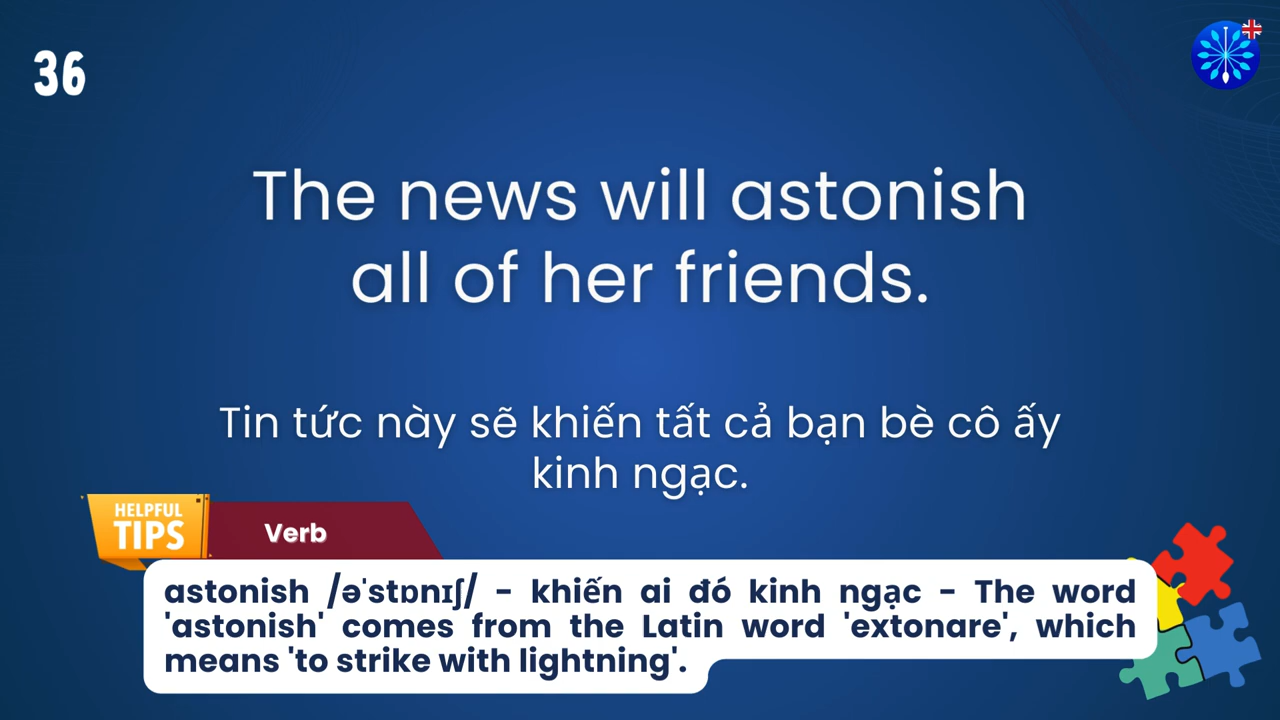 36
The news will astonish
all of her friends.
Tin tức này sẽ khiến tất cả bạn bè cô ấy
kinh ngạc.
HELPFUL
TIPS
Verb
astonish /əˈstɒnɪʃ/ - khiến ai đó kinh ngạc - The word
'astonish' comes from the Latin word 'extonare', which
means 'to strike with lightning'.